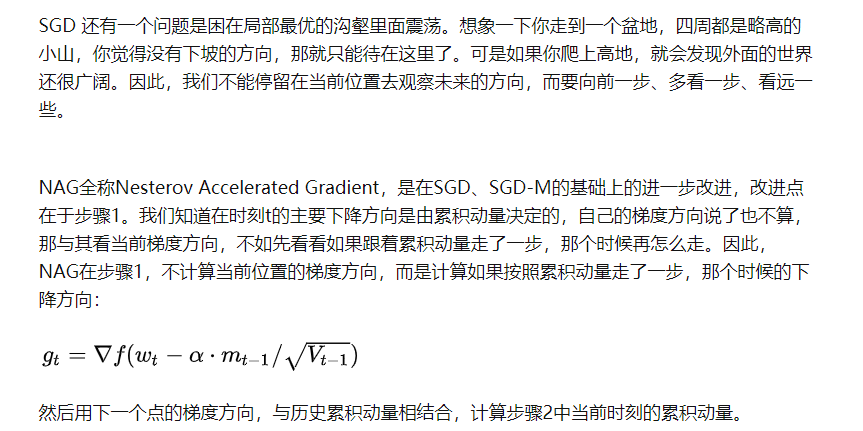 SGD 还有一个问题是困在局部最优的沟壑里面震荡。想象一下你走到一个盆地，四周都是略高的
小山，你觉得没有下坡的方向，那就只能待在这里了。可是如果你爬上高地，就会发现外面的世界
还很广阔。因此，我们不能停留在当前位置去观察未来的方向，而要向前一步、多看一步、看远一
些。
NAG全称Nesterov Accelerated Gradient，是在SGD、SGD-M的基础上的进一步改进，改进点
在于步骤1。我们知道在时刻t的主要下降方向是由累积动量决定的，自己的梯度方向说了也不算，
那与其看当前梯度方向，不如先看看如果跟着累积动量走了一步，那个时候再怎么走。因此，
NAG在步骤1，不计算当前位置的梯度方向，而是计算如果按照累积动量走了一步，那个时候的下
降方向：
$g_t = \nabla f(w_t - \alpha \cdot m_{t-1} / \sqrt{V_{t-1}})$
然后用下一个点的梯度方向，与历史累积动量相结合，计算步骤2中当前时刻的累积动量。